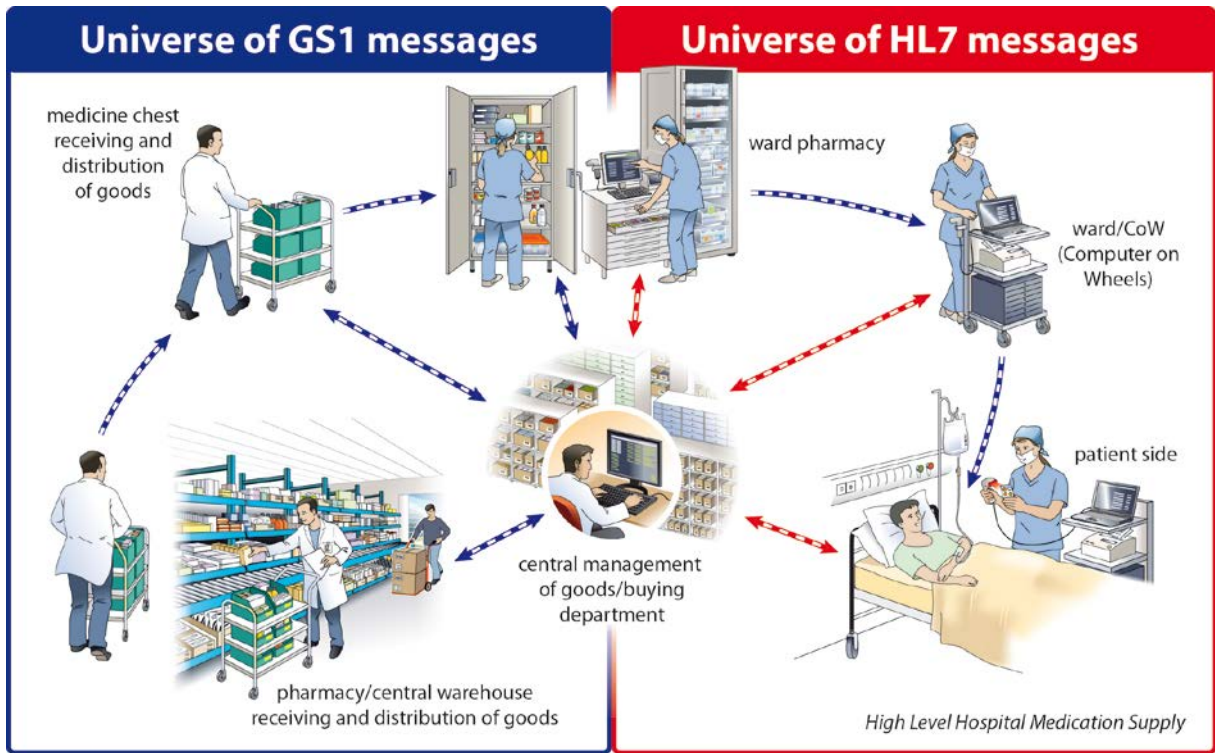 Universe of GS1 messages
Universe of HL7 messages
medicine chest
receiving and
distribution
of goods
ward pharmacy
ward/CoW
(Computer on
Wheels)
patient side
central management
of goods/buying
department
pharmacy/central warehouse
receiving and distribution of goods
High Level Hospital Medication Supply